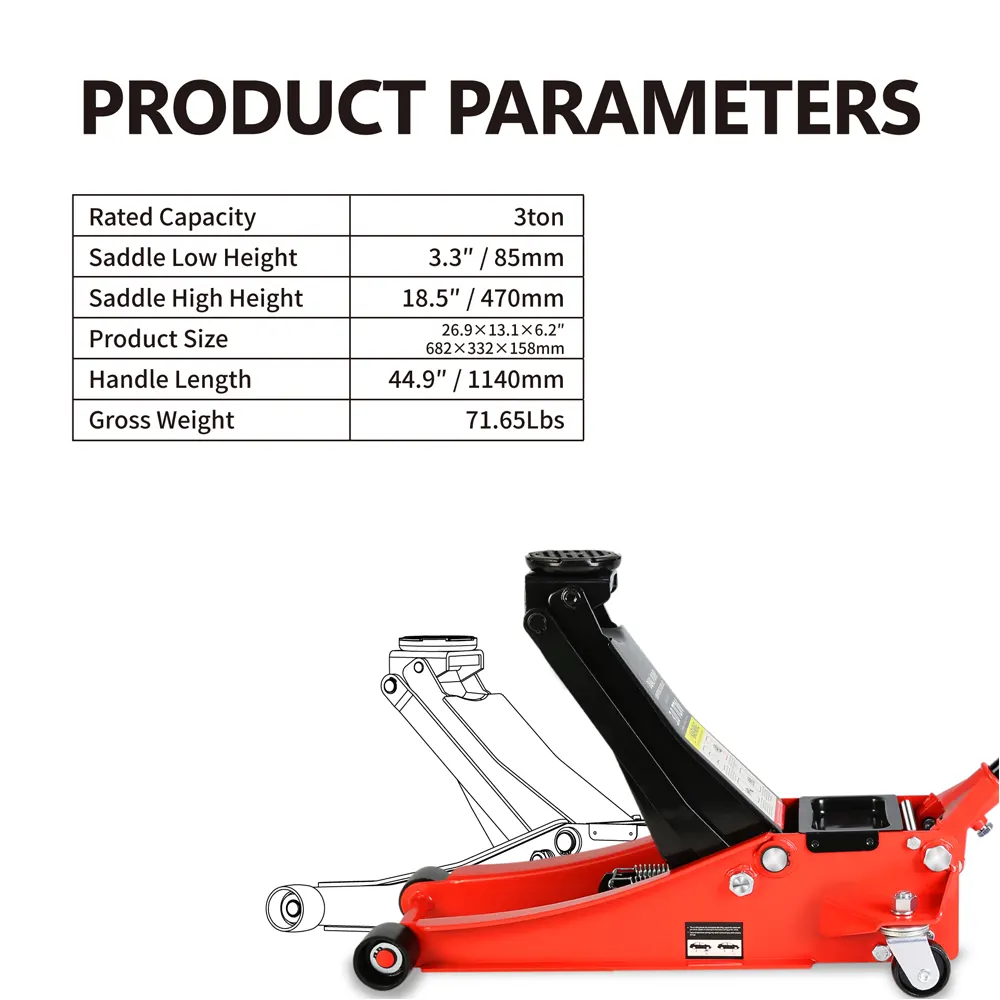 PRODUCT PARAMETERS
Rated Capacity 3ton
Saddle Low Height 3.3″ / 85mm
Saddle High Height 18.5″ / 470mm
Product Size 26.9×13.1×6.2″
682×332×158mm
Handle Length 44.9″ / 1140mm
Gross Weight 71.65Lbs